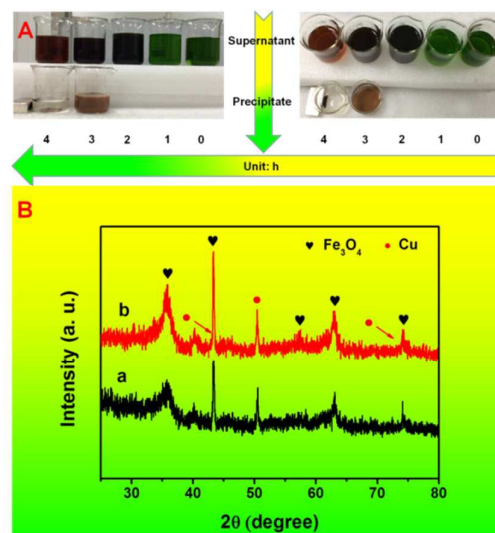 A
Supernatant
Precipitate
4 3 2 1 0
4 3 2 1 0
Unit: h
B
♥ Fe₃O₄ ● Cu
b
a
Intensity (a. u.)
30 40 50 60 70 80
2θ (degree)